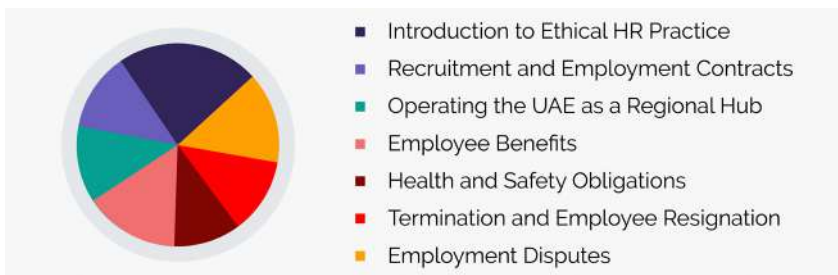 Introduction to Ethical HR Practice
Recruitment and Employment Contracts
Operating the UAE as a Regional Hub
Employee Benefits
Health and Safety Obligations
Termination and Employee Resignation
Employment Disputes